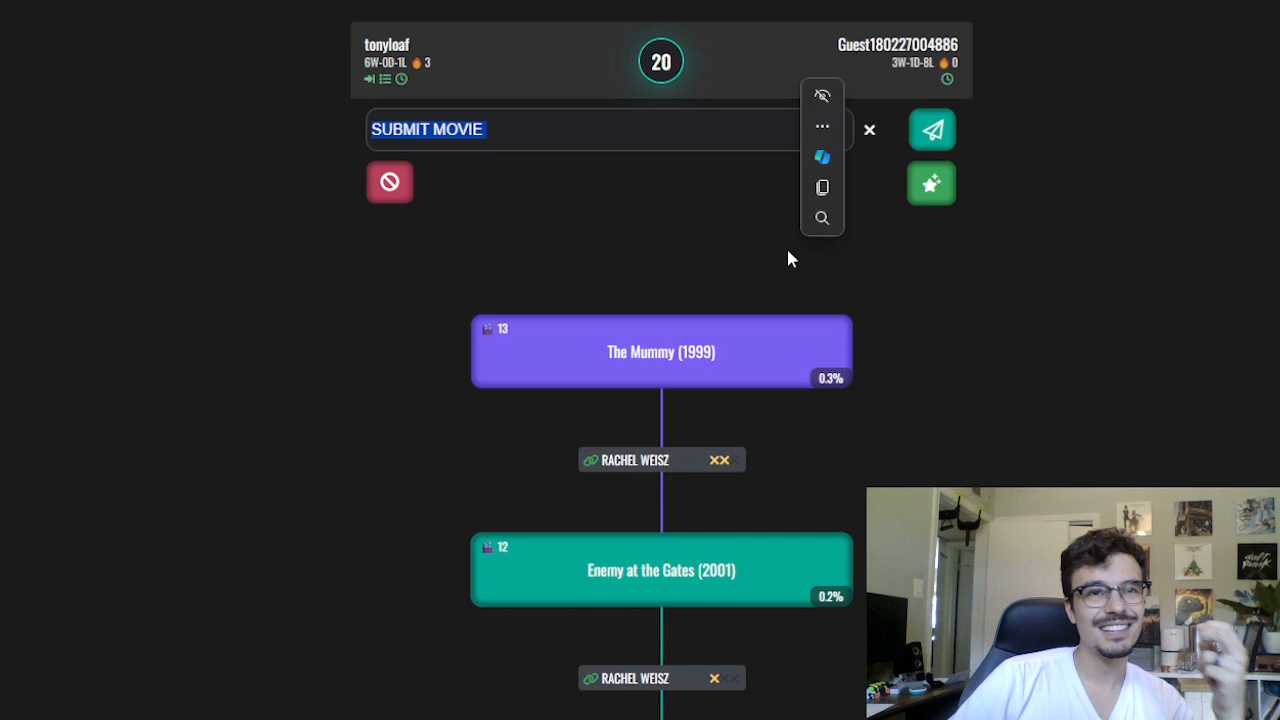 tonyloaf
6W-0D-1L 🔥 3
20
Guest180227004886
3W-1D-8L 🔥 0
SUBMIT MOVIE
13
The Mummy (1999)
0.3%
RACHEL WEISZ
12
Enemy at the Gates (2001)
0.2%
RACHEL WEISZ